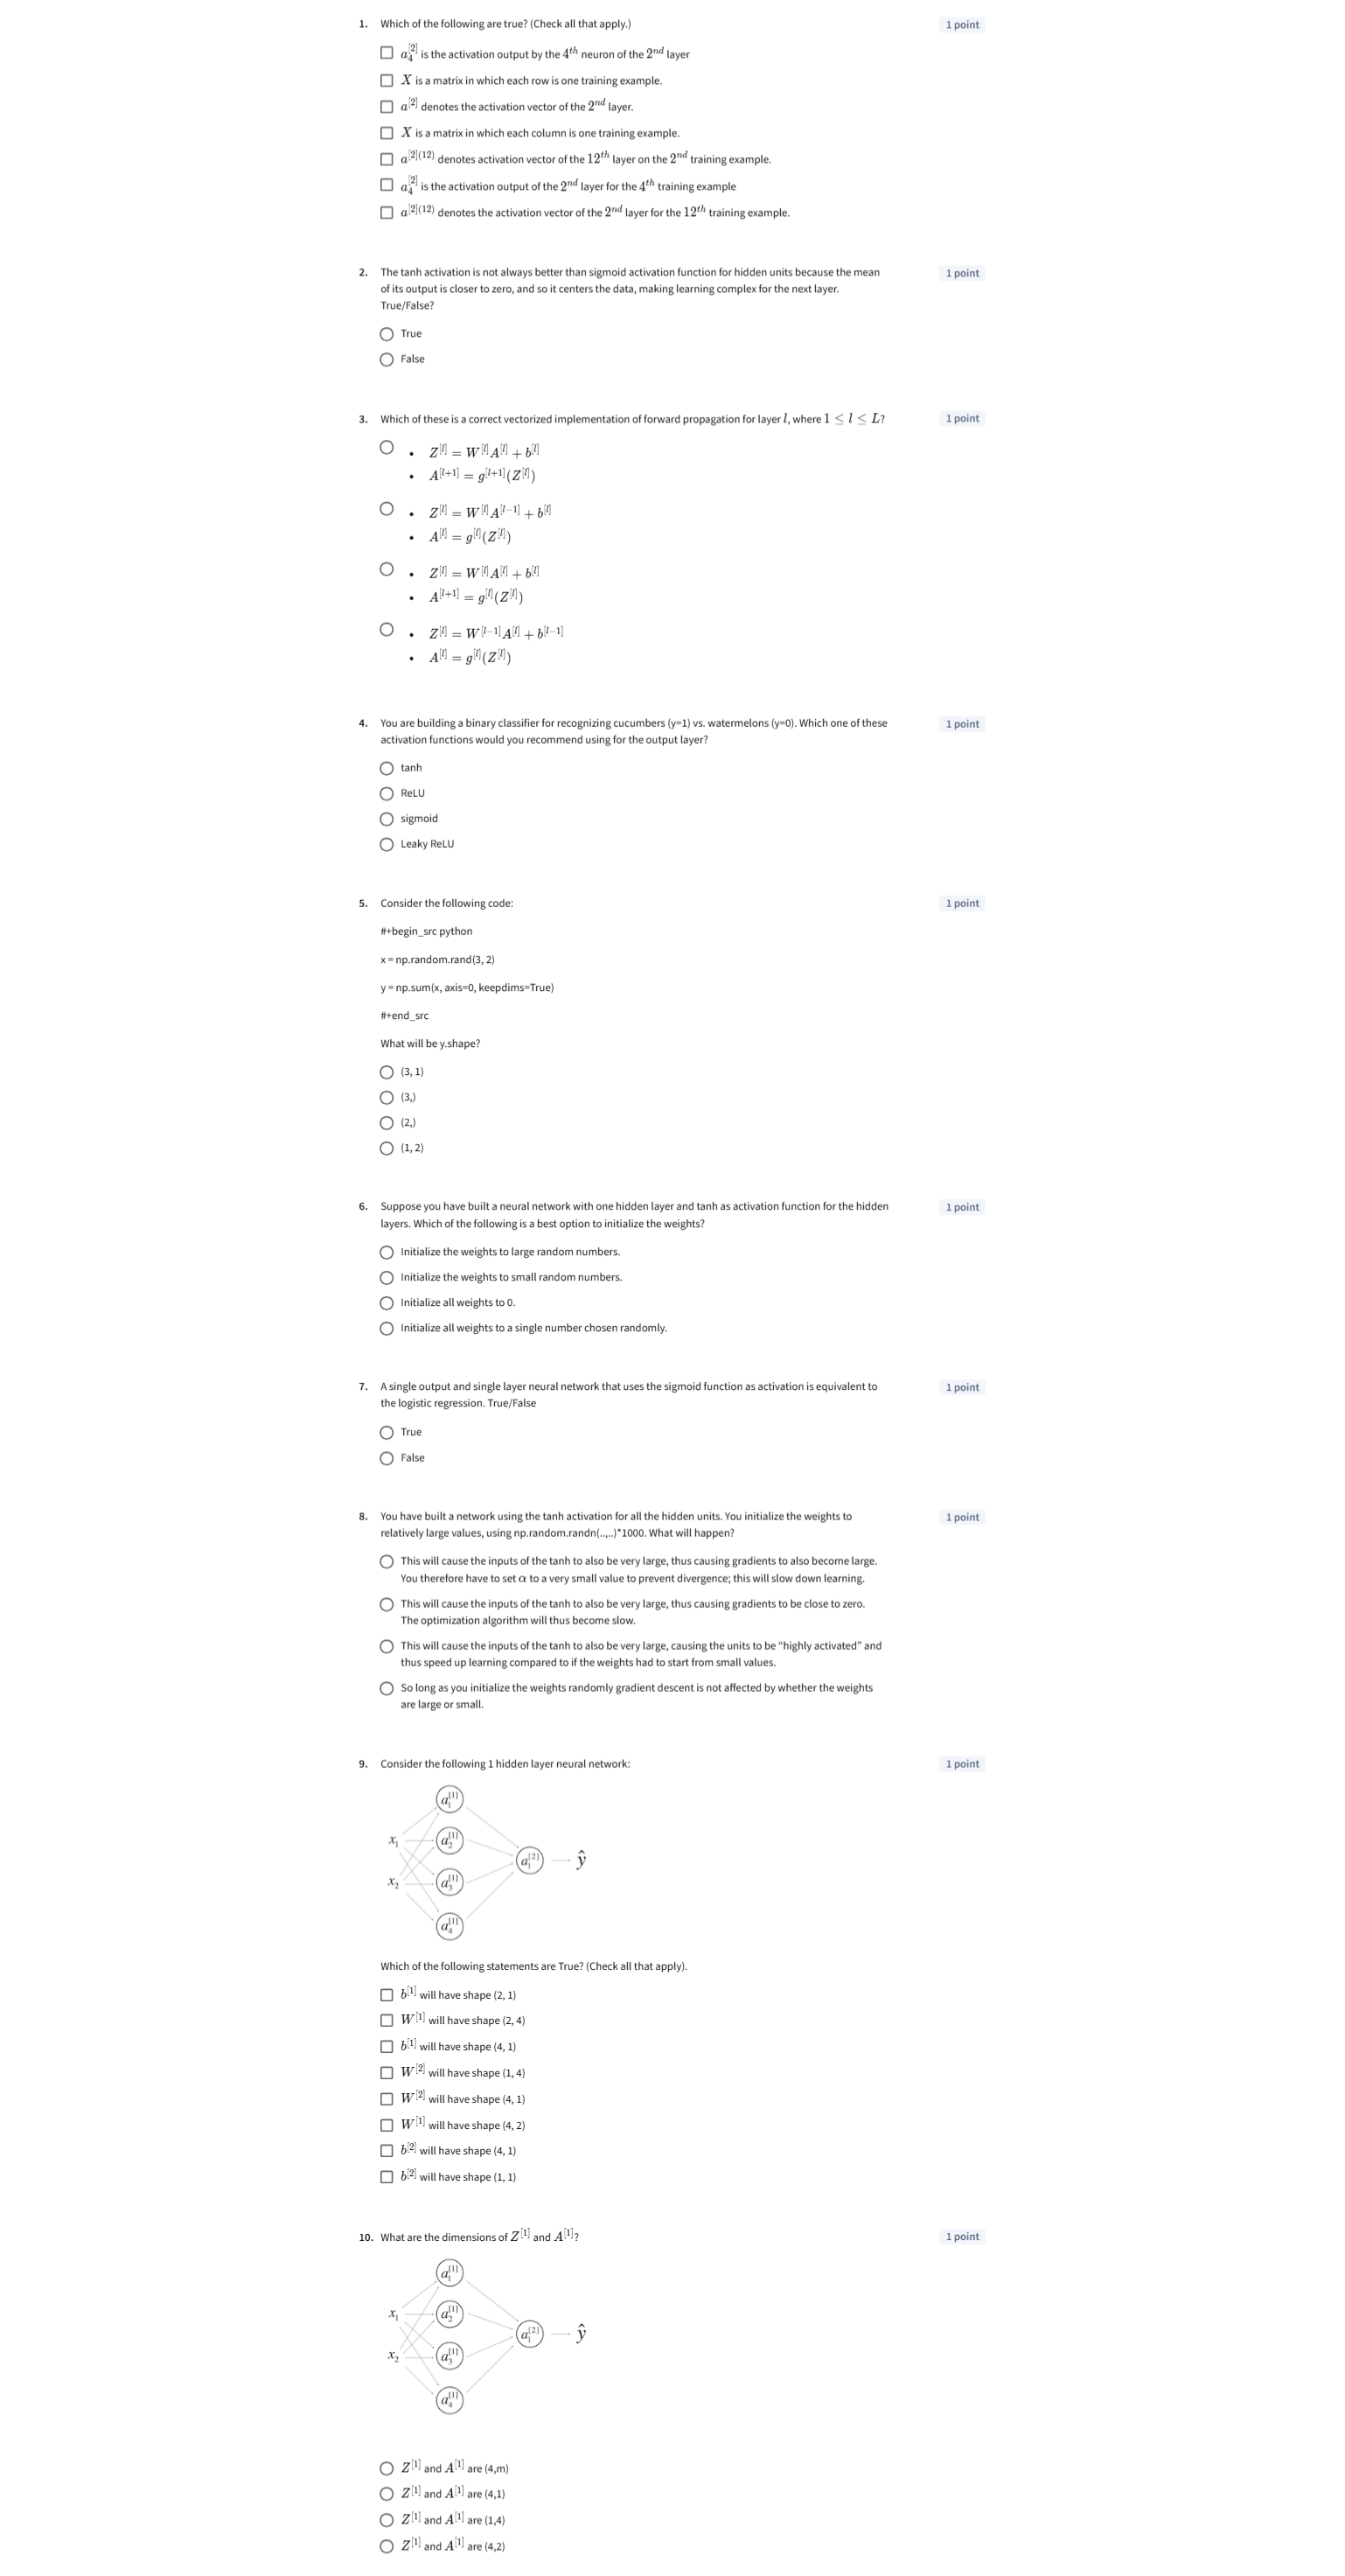 1. Which of the following are true? (Check all that apply.) 1 point
a₄^[2] is the activation output by the 4^th neuron of the 2^nd layer
X is a matrix in which each row is one training example.
a^[2] denotes the activation vector of the 2^nd layer.
X is a matrix in which each column is one training example.
a^[2](12) denotes activation vector of the 12^th layer on the 2^nd training example.
a₄^[2] is the activation output of the 2^nd layer for the 4^th training example
a^[2](12) denotes the activation vector of the 2^nd layer for the 12^th training example.
2. The tanh activation is not always better than sigmoid activation function for hidden units because the mean 1 point
of its output is closer to zero, and so it centers the data, making learning complex for the next layer.
True/False?
True
False
3. Which of these is a correct vectorized implementation of forward propagation for layer l, where 1 ≤ l ≤ L? 1 point
• Z^[l] = W^[l] A^[l] + b^[l]
• A^[l+1] = g^[l+1](Z^[l])
• Z^[l] = W^[l] A^[l−1] + b^[l]
• A^[l] = g^[l](Z^[l])
• Z^[l] = W^[l] A^[l] + b^[l]
• A^[l+1] = g^[l](Z^[l])
• Z^[l] = W^[l−1] A^[l] + b^[l−1]
• A^[l] = g^[l](Z^[l])
4. You are building a binary classifier for recognizing cucumbers (y=1) vs. watermelons (y=0). Which one of these 1 point
activation functions would you recommend using for the output layer?
tanh
ReLU
sigmoid
Leaky ReLU
5. Consider the following code: 1 point
#+begin_src python
x = np.random.rand(3, 2)
y = np.sum(x, axis=0, keepdims=True)
#+end_src
What will be y.shape?
(3, 1)
(3,)
(2,)
(1, 2)
6. Suppose you have built a neural network with one hidden layer and tanh as activation function for the hidden 1 point
layers. Which of the following is a best option to initialize the weights?
Initialize the weights to large random numbers.
Initialize the weights to small random numbers.
Initialize all weights to 0.
Initialize all weights to a single number chosen randomly.
7. A single output and single layer neural network that uses the sigmoid function as activation is equivalent to 1 point
the logistic regression. True/False
True
False
8. You have built a network using the tanh activation for all the hidden units. You initialize the weights to 1 point
relatively large values, using np.random.randn(..,..)*1000. What will happen?
This will cause the inputs of the tanh to also be very large, thus causing gradients to also become large.
You therefore have to set α to a very small value to prevent divergence; this will slow down learning.
This will cause the inputs of the tanh to also be very large, thus causing gradients to be close to zero.
The optimization algorithm will thus become slow.
This will cause the inputs of the tanh to also be very large, causing the units to be “highly activated” and
thus speed up learning compared to if the weights had to start from small values.
So long as you initialize the weights randomly gradient descent is not affected by whether the weights
are large or small.
9. Consider the following 1 hidden layer neural network: 1 point
a₁^[1]
x₁ a₂^[1]
a₁^[2] ŷ
x₂ a₃^[1]
a₄^[1]
Which of the following statements are True? (Check all that apply).
b^[1] will have shape (2, 1)
W^[1] will have shape (2, 4)
b^[1] will have shape (4, 1)
W^[2] will have shape (1, 4)
W^[2] will have shape (4, 1)
W^[1] will have shape (4, 2)
b^[2] will have shape (4, 1)
b^[2] will have shape (1, 1)
10. What are the dimensions of Z^[1] and A^[1]? 1 point
a₁^[1]
x₁ a₂^[1]
a₁^[2] ŷ
x₂ a₃^[1]
a₄^[1]
Z^[1] and A^[1] are (4,m)
Z^[1] and A^[1] are (4,1)
Z^[1] and A^[1] are (1,4)
Z^[1] and A^[1] are (4,2)